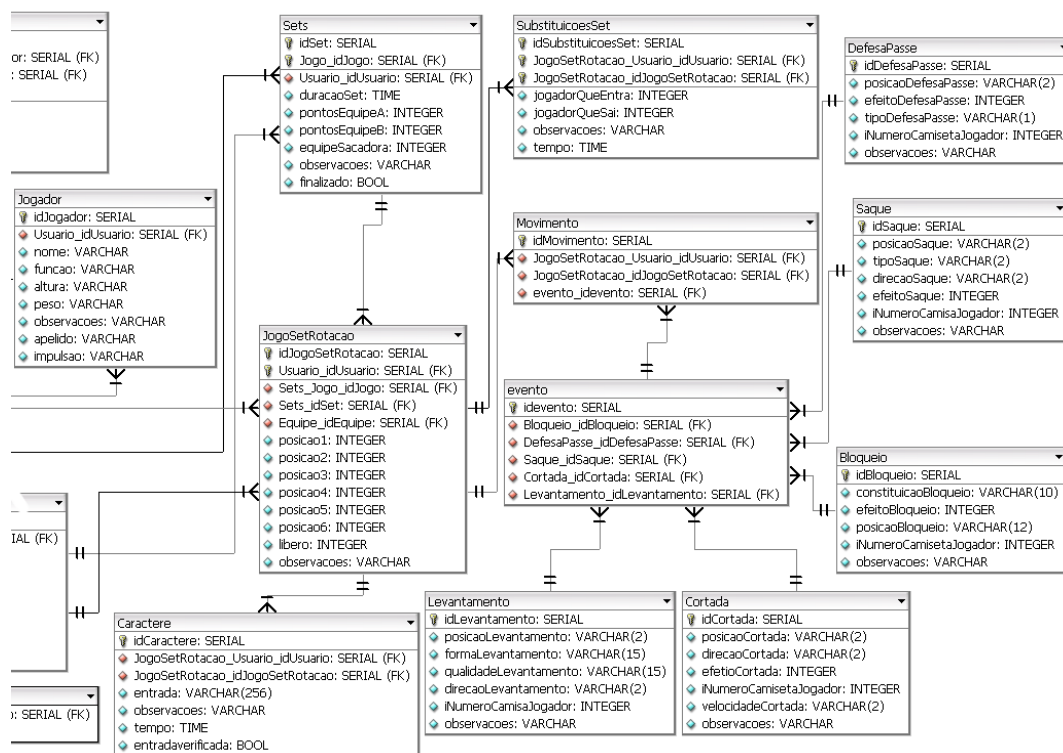 or: SERIAL (FK)
: SERIAL (FK)
Sets
idSet: SERIAL
Jogo_idJogo: SERIAL (FK)
Usuario_idUsuario: SERIAL (FK)
duracaoSet: TIME
pontosEquipeA: INTEGER
pontosEquipeB: INTEGER
equipeSacadora: INTEGER
observacoes: VARCHAR
finalizado: BOOL
SubstituicoesSet
idSubstituicoesSet: SERIAL
JogoSetRotacao_Usuario_idUsuario: SERIAL (FK)
JogoSetRotacao_idJogoSetRotacao: SERIAL (FK)
jogadorQueEntra: INTEGER
jogadorQueSai: INTEGER
observacoes: VARCHAR
tempo: TIME
DefesaPasse
idDefesaPasse: SERIAL
posicaoDefesaPasse: VARCHAR(2)
efeitoDefesaPasse: INTEGER
tipoDefesaPasse: VARCHAR(1)
iNumeroCamisetaJogador: INTEGER
observacoes: VARCHAR
Jogador
idJogador: SERIAL
Usuario_idUsuario: SERIAL (FK)
nome: VARCHAR
funcao: VARCHAR
altura: VARCHAR
peso: VARCHAR
observacoes: VARCHAR
apelido: VARCHAR
impulsao: VARCHAR
Movimento
idMovimento: SERIAL
JogoSetRotacao_Usuario_idUsuario: SERIAL (FK)
JogoSetRotacao_idJogoSetRotacao: SERIAL (FK)
evento_idevento: SERIAL (FK)
Saque
idSaque: SERIAL
posicaoSaque: VARCHAR(2)
tipoSaque: VARCHAR(2)
direcaoSaque: VARCHAR(2)
efeitoSaque: INTEGER
iNumeroCamisaJogador: INTEGER
observacoes: VARCHAR
JogoSetRotacao
idJogoSetRotacao: SERIAL
Usuario_idUsuario: SERIAL (FK)
Sets_Jogo_idJogo: SERIAL (FK)
Sets_idSet: SERIAL (FK)
Equipe_idEquipe: SERIAL (FK)
posicao1: INTEGER
posicao2: INTEGER
posicao3: INTEGER
posicao4: INTEGER
posicao5: INTEGER
posicao6: INTEGER
libero: INTEGER
observacoes: VARCHAR
evento
idevento: SERIAL
Bloqueio_idBloqueio: SERIAL (FK)
DefesaPasse_idDefesaPasse: SERIAL (FK)
Saque_idSaque: SERIAL (FK)
Cortada_idCortada: SERIAL (FK)
Levantamento_idLevantamento: SERIAL (FK)
Bloqueio
idBloqueio: SERIAL
constituicaoBloqueio: VARCHAR(10)
efeitoBloqueio: INTEGER
posicaoBloqueio: VARCHAR(12)
iNumeroCamisetaJogador: INTEGER
observacoes: VARCHAR
IAL (FK)
Caractere
idCaractere: SERIAL
JogoSetRotacao_Usuario_idUsuario: SERIAL (FK)
JogoSetRotacao_idJogoSetRotacao: SERIAL (FK)
entrada: VARCHAR(256)
observacoes: VARCHAR
tempo: TIME
entradaverificada: BOOL
Levantamento
idLevantamento: SERIAL
posicaoLevantamento: VARCHAR(2)
formaLevantamento: VARCHAR(15)
qualidadeLevantamento: VARCHAR(15)
direcaoLevantamento: VARCHAR(2)
iNumeroCamisaJogador: INTEGER
observacoes: VARCHAR
Cortada
idCortada: SERIAL
posicaoCortada: VARCHAR(2)
direcaoCortada: VARCHAR(2)
efetioCortada: INTEGER
iNumeroCamisetaJogador: INTEGER
velocidadeCortada: VARCHAR(2)
observacoes: VARCHAR
o: SERIAL (FK)